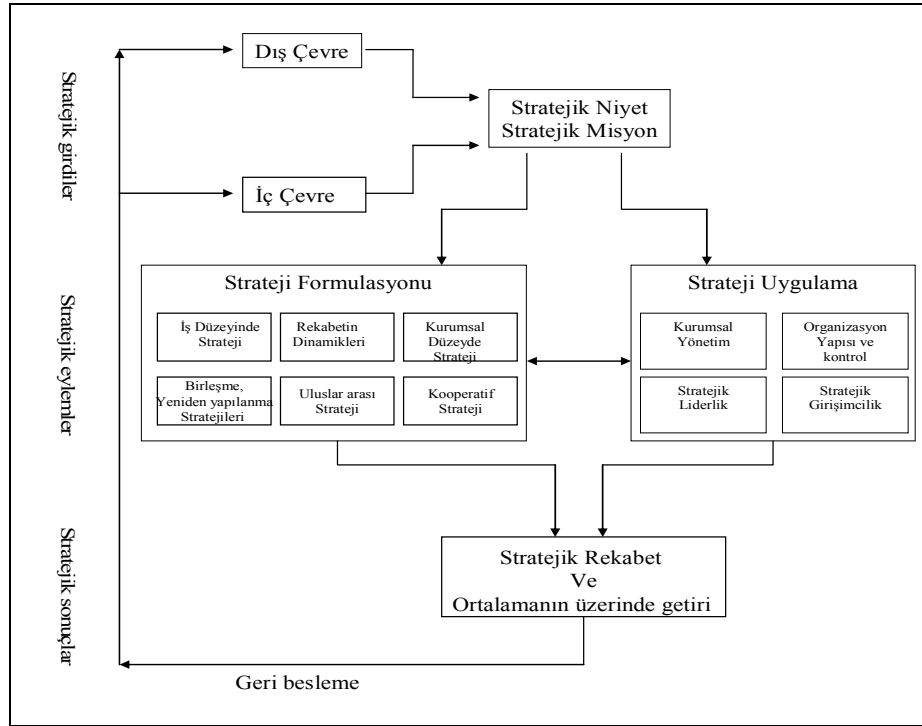 Stratejik girdiler
Dış Çevre
Stratejik Niyet
Stratejik Misyon
İç Çevre
Stratejik eylemler
Strateji Formulasyonu
İş Düzeyinde
Strateji
Rekabetin
Dinamikleri
Kurumsal
Düzeyde
Strateji
Birleşme,
Yeniden yapılanma
Stratejileri
Uluslar arası
Strateji
Kooperatif
Strateji
Strateji Uygulama
Kurumsal
Yönetim
Organizasyon
Yapısı ve
kontrol
Stratejik
Liderlik
Stratejik
Girişimcilik
Stratejik sonuçlar
Stratejik Rekabet
Ve
Ortalamanın üzerinde getiri
Geri besleme